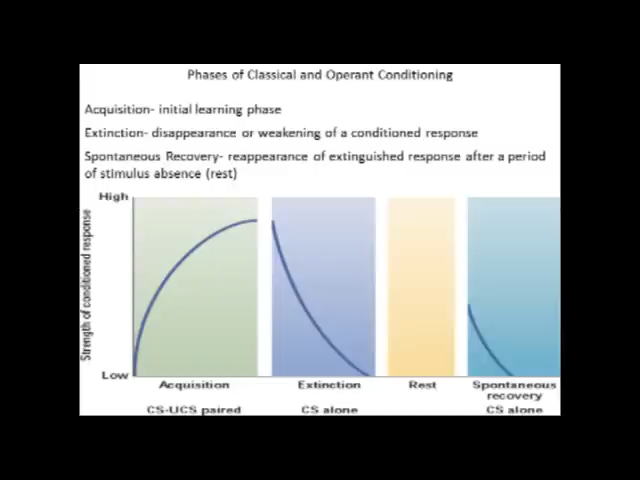 Phases of Classical and Operant Conditioning
Acquisition- initial learning phase
Extinction- disappearance or weakening of a conditioned response
Spontaneous Recovery- reappearance of extinguished response after a period
of stimulus absence (rest)
High
Strength of conditioned response
Low
Acquisition
Extinction
Rest
Spontaneous
recovery
CS-UCS paired
CS alone
CS alone